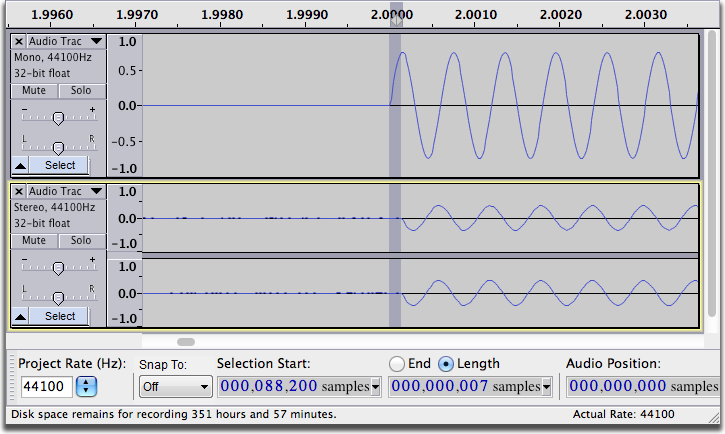 1.9960 1.9970 1.9980 1.9990 2.0000 2.0010 2.0020 2.0030
Audio Trac
Mono, 44100Hz
32-bit float
Mute Solo
- +
L R
Select
1.0
0.5
0.0
-0.5
-1.0
Audio Trac
Stereo, 44100Hz
32-bit float
Mute Solo
- +
L R
Select
1.0
0.0
-1.0
1.0
0.0
-1.0
Project Rate (Hz): Snap To: Selection Start: End Length Audio Position:
44100 Off 000,088,200 samples 000,000,007 samples 000,000,000 samples
Disk space remains for recording 351 hours and 57 minutes. Actual Rate: 44100